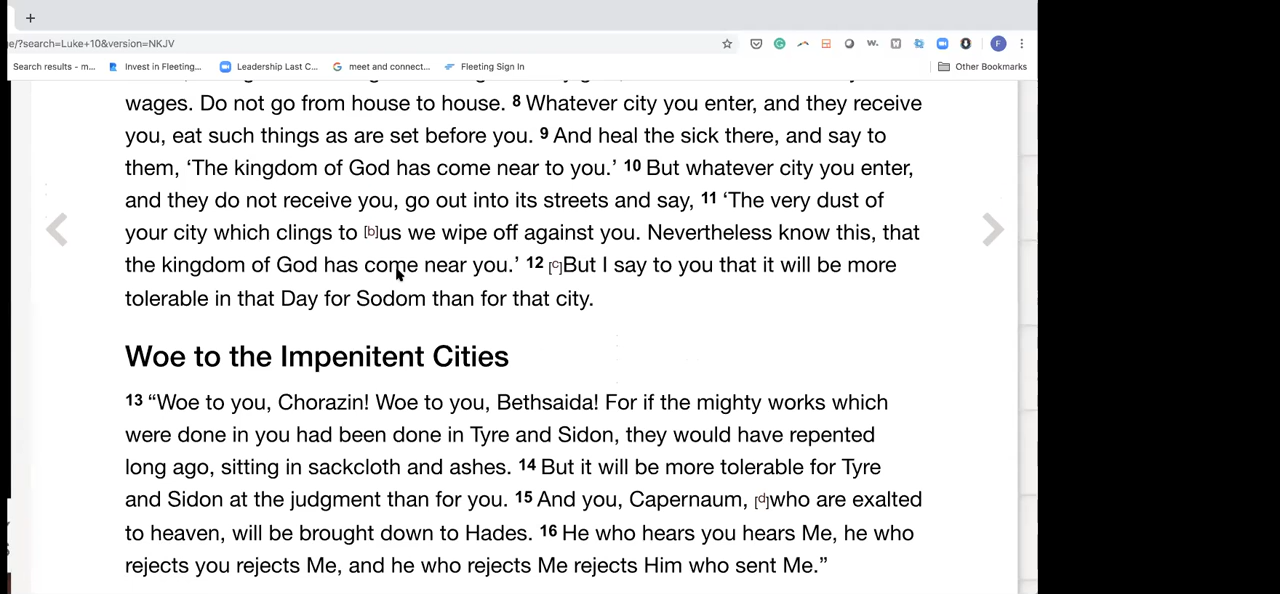 +
e/?search=Luke+10&version=NKJV
W.
F
Search results - m...
Invest in Fleeting...
Leadership Last C...
meet and connect...
Fleeting Sign In
Other Bookmarks
wages. Do not go from house to house. 8 Whatever city you enter, and they receive
you, eat such things as are set before you. 9 And heal the sick there, and say to
them, ‘The kingdom of God has come near to you.’ 10 But whatever city you enter,
and they do not receive you, go out into its streets and say, 11 ‘The very dust of
your city which clings to [b]us we wipe off against you. Nevertheless know this, that
the kingdom of God has come near you.’ 12 [c]But I say to you that it will be more
tolerable in that Day for Sodom than for that city.
Woe to the Impenitent Cities
13 “Woe to you, Chorazin! Woe to you, Bethsaida! For if the mighty works which
were done in you had been done in Tyre and Sidon, they would have repented
long ago, sitting in sackcloth and ashes. 14 But it will be more tolerable for Tyre
and Sidon at the judgment than for you. 15 And you, Capernaum, [d]who are exalted
to heaven, will be brought down to Hades. 16 He who hears you hears Me, he who
rejects you rejects Me, and he who rejects Me rejects Him who sent Me.”